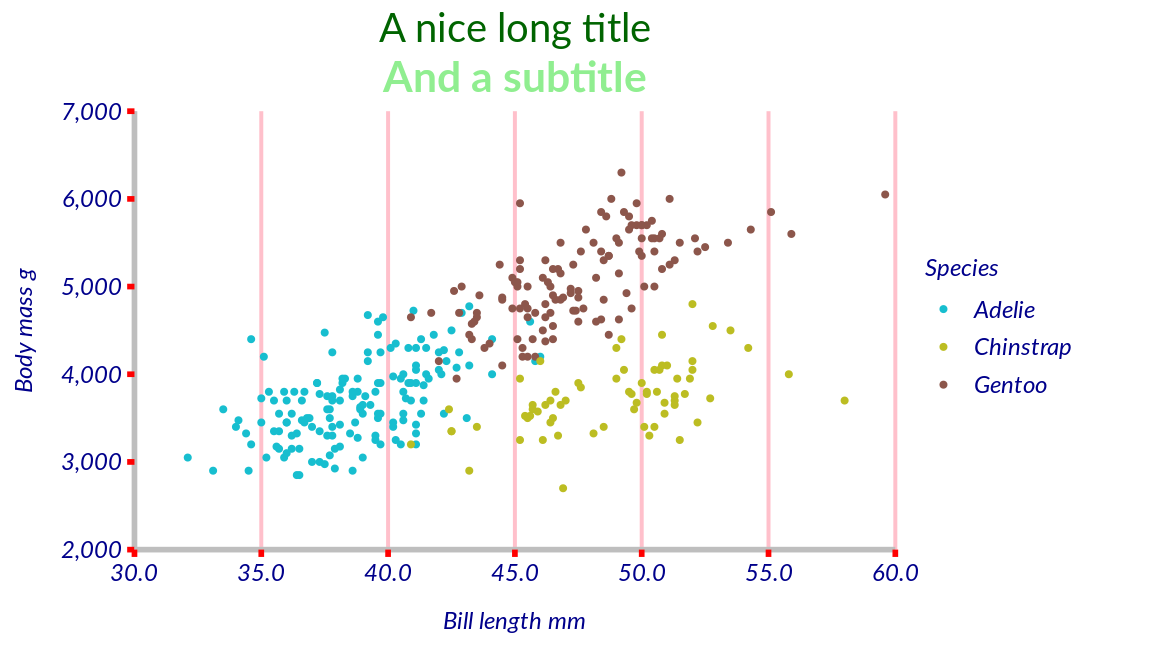 A nice long title
And a subtitle
7,000
6,000
5,000
4,000
3,000
2,000
Body mass g
30.0 35.0 40.0 45.0 50.0 55.0 60.0
Bill length mm
Species
Adelie
Chinstrap
Gentoo